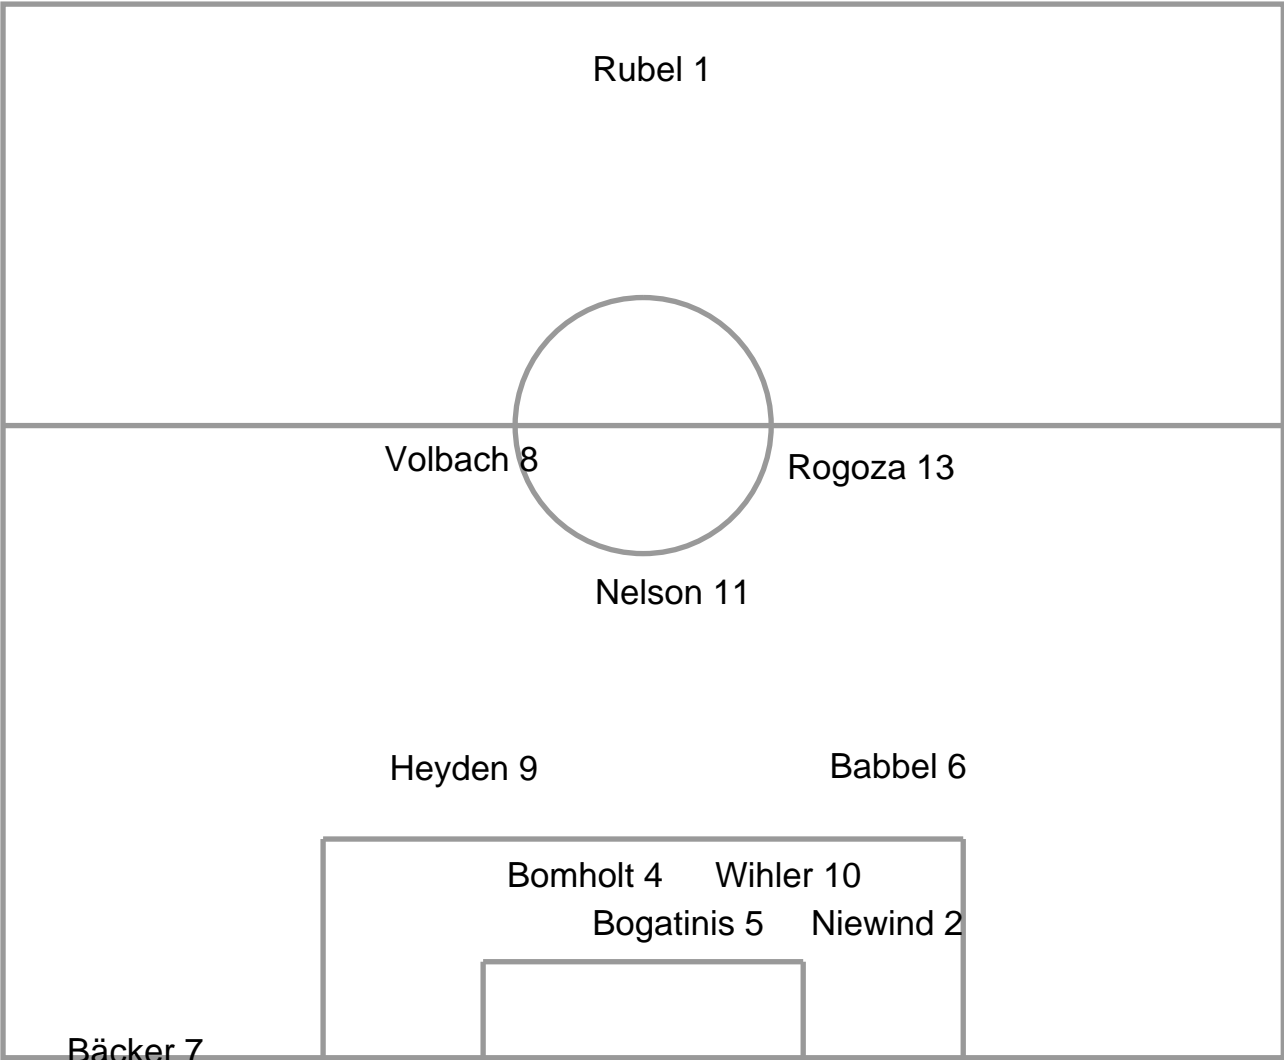 Rubel 1
Volbach 8
Rogoza 13
Nelson 11
Heyden 9
Babbel 6
Bomholt 4
Wihler 10
Bogatinis 5
Niewind 2
Bäcker 7